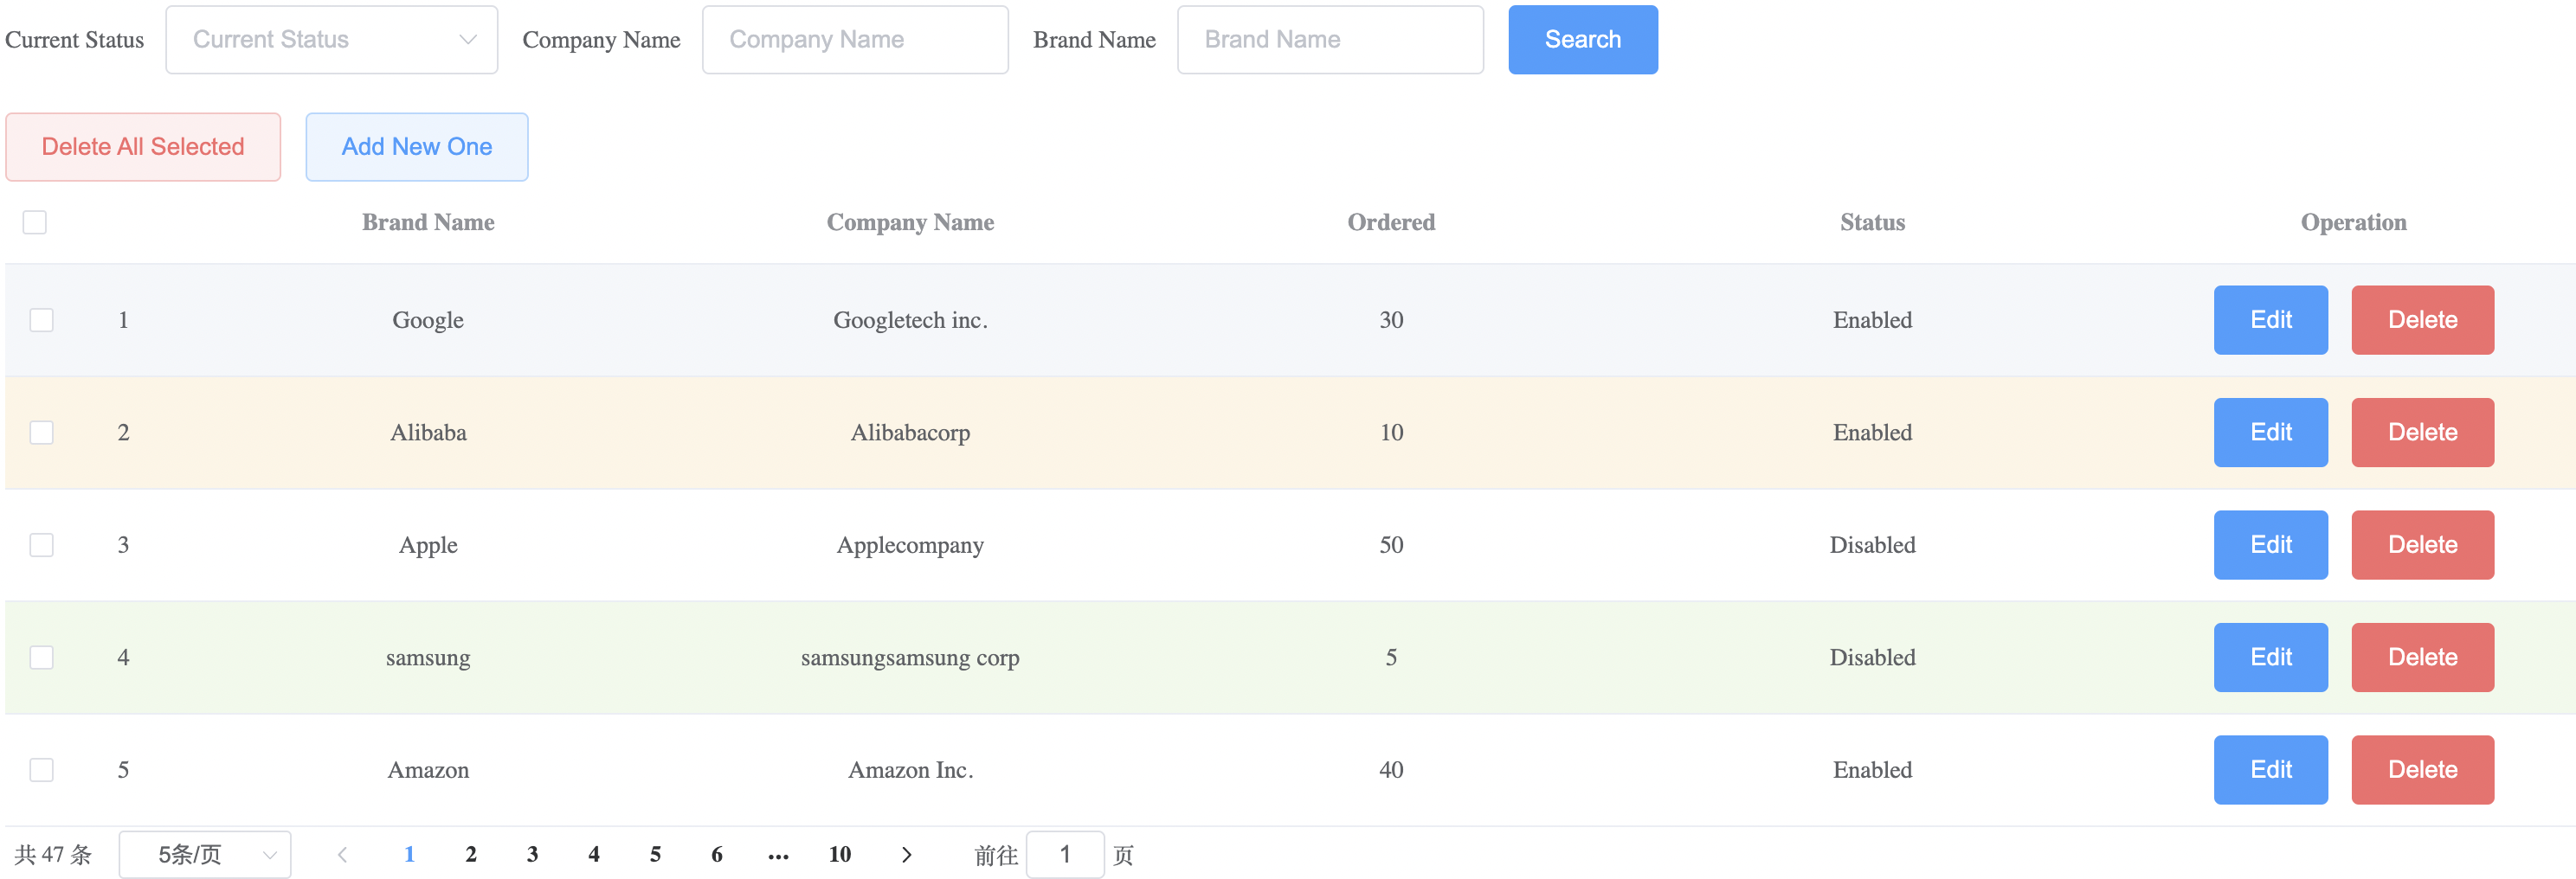 Current Status Current Status Company Name Company Name Brand Name Brand Name Search
Delete All Selected Add New One
Brand Name Company Name Ordered Status Operation
1 Google Googletech inc. 30 Enabled Edit Delete
2 Alibaba Alibabacorp 10 Enabled Edit Delete
3 Apple Applecompany 50 Disabled Edit Delete
4 samsung samsungsamsung corp 5 Disabled Edit Delete
5 Amazon Amazon Inc. 40 Enabled Edit Delete
共 47 条 5条/页 1 2 3 4 5 6 ••• 10 前往 1 页